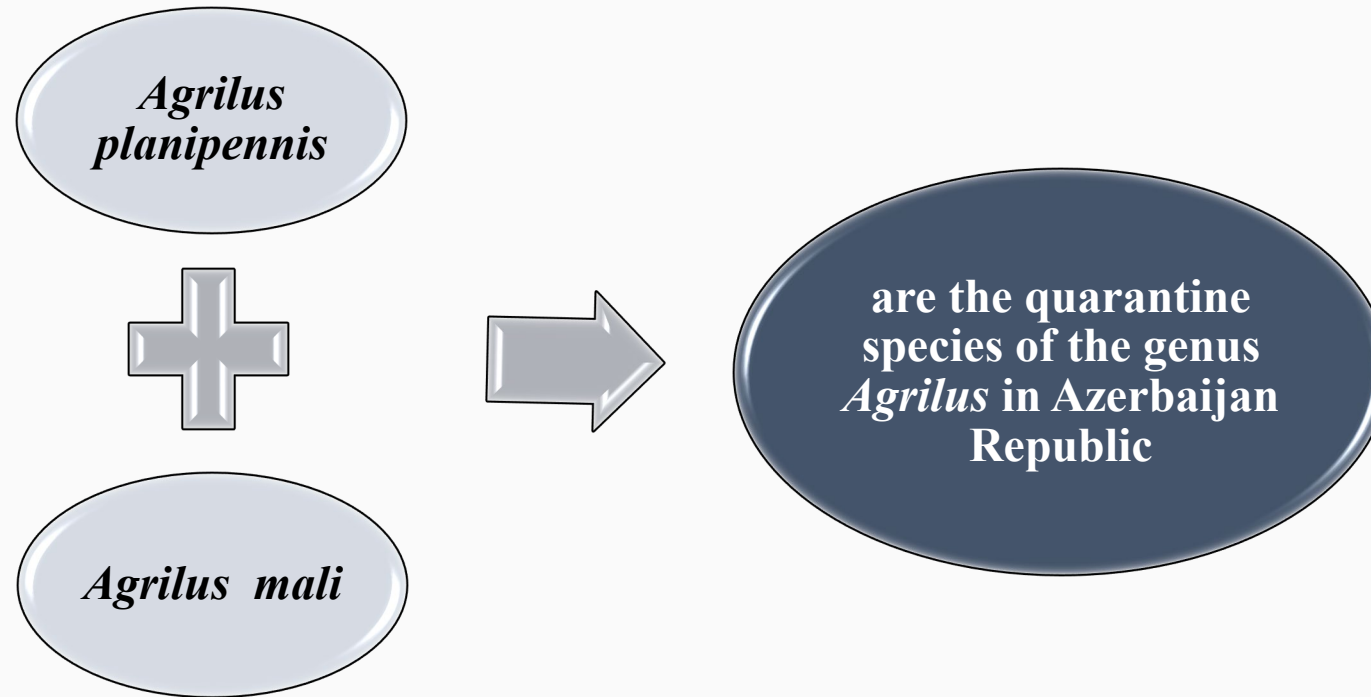 Agrilus
planipennis
Agrilus mali
are the quarantine
species of the genus
Agrilus in Azerbaijan
Republic